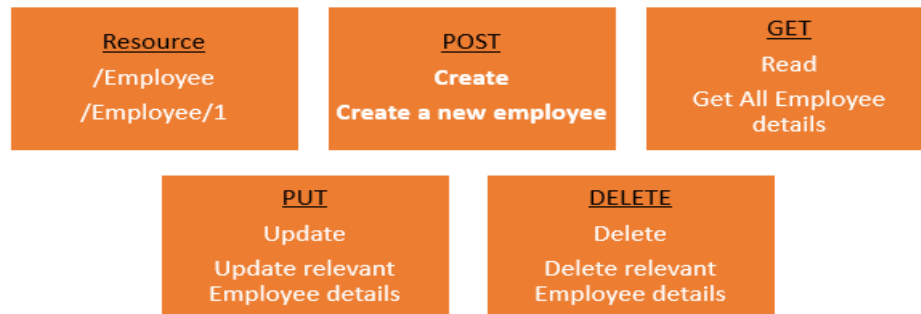 Resource
/Employee
/Employee/1
POST
Create
Create a new employee
GET
Read
Get All Employee
details
PUT
Update
Update relevant
Employee details
DELETE
Delete
Delete relevant
Employee details